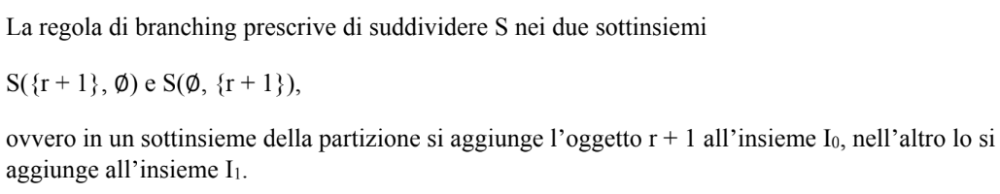 La regola di branching prescrive di suddividere S nei due sottinsiemi
S({r + 1}, ∅) e S(∅, {r + 1}),
ovvero in un sottinsieme della partizione si aggiunge l’oggetto r + 1 all’insieme I₀, nell’altro lo si
aggiunge all’insieme I₁.